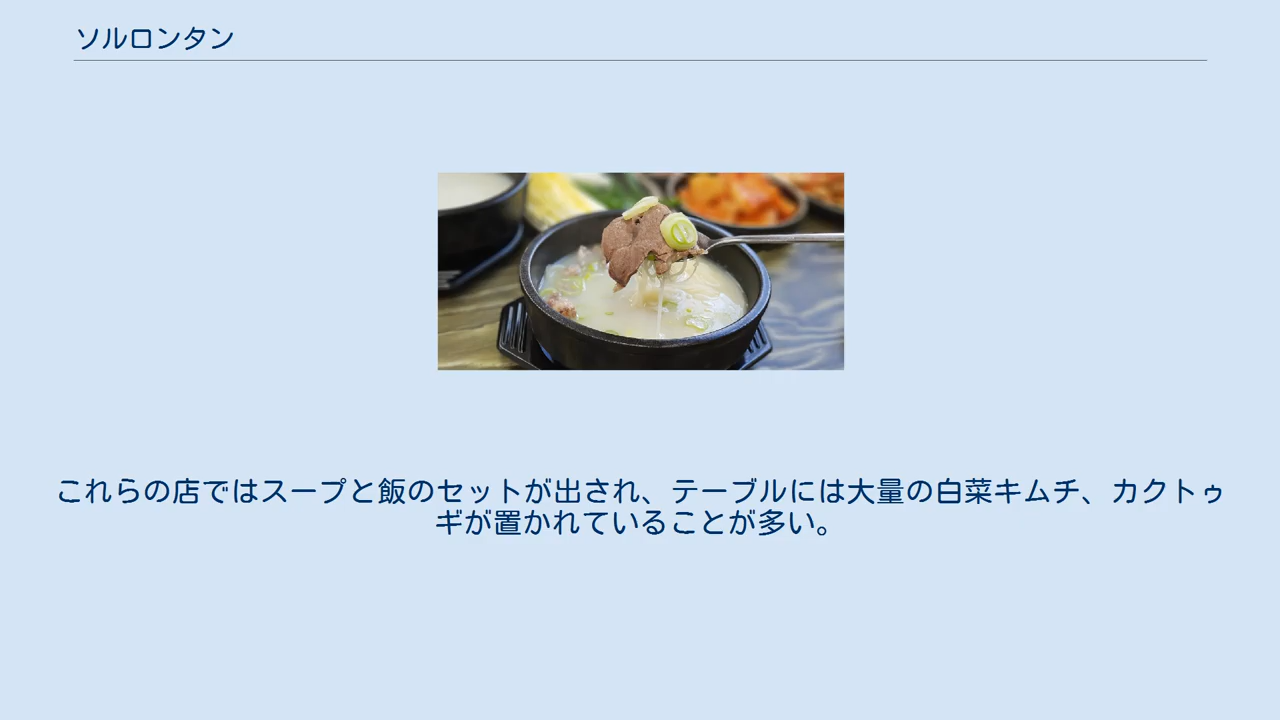 ソルロンタン
これらの店ではスープと飯のセットが出され、テーブルには大量の白菜キムチ、カクトゥ
ギが置かれていることが多い。